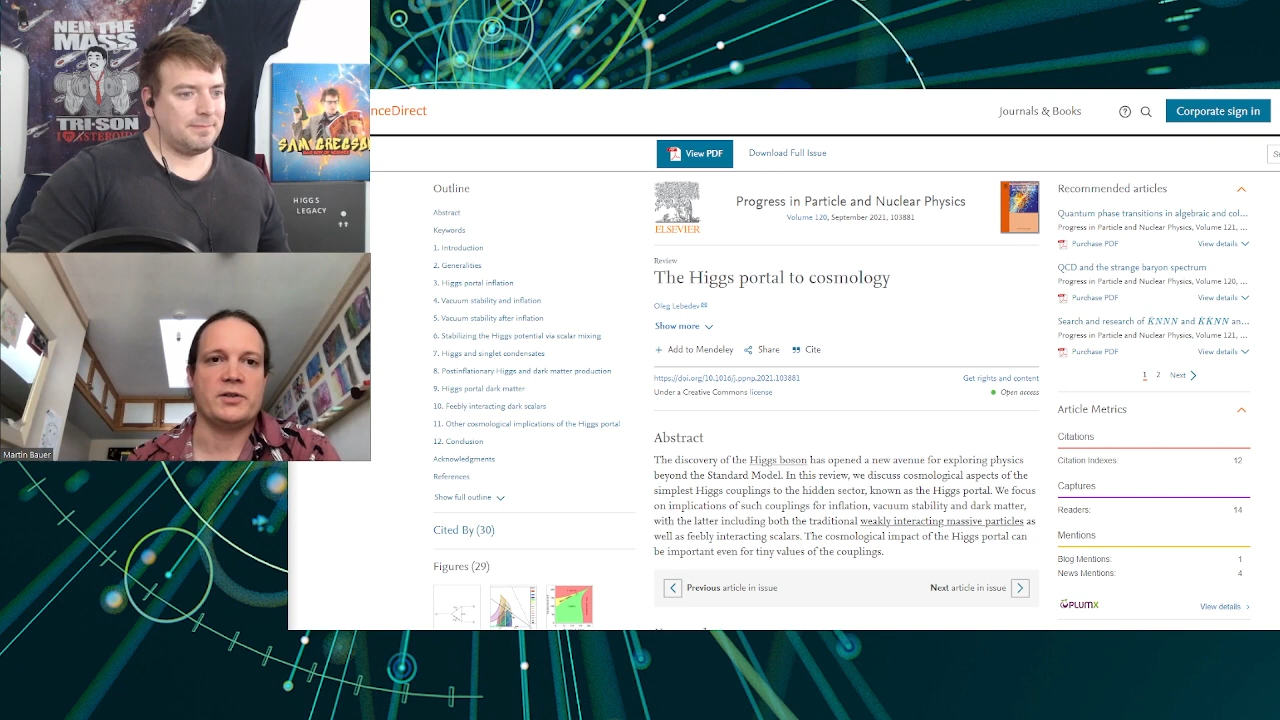 NEIL THE
MASS
TRI-SON
SAM GREGSON
HIGGS
LEGACY
Martin Bauer
nceDirect
Journals & Books
Corporate sign in
View PDF
Download Full Issue
Outline
Abstract
Keywords
1. Introduction
2. Generalities
3. Higgs portal inflation
4. Vacuum stability and inflation
5. Vacuum stability after inflation
6. Stabilizing the Higgs potential via scalar mixing
7. Higgs and singlet condensates
8. Postinflationary Higgs and dark matter production
9. Higgs portal dark matter
10. Feebly interacting dark scalars
11. Other cosmological implications of the Higgs portal
12. Conclusion
Acknowledgments
References
Show full outline
Cited By (30)
Figures (29)
ELSEVIER
Progress in Particle and Nuclear Physics
Volume 120, September 2021, 103881
Review
The Higgs portal to cosmology
Oleg Lebedev
Show more
+ Add to Mendeley Share Cite
https://doi.org/10.1016/j.ppnp.2021.103881
Get rights and content
Under a Creative Commons license
Open access
Abstract
The discovery of the Higgs boson has opened a new avenue for exploring physics
beyond the Standard Model. In this review, we discuss cosmological aspects of the
simplest Higgs couplings to the hidden sector, known as the Higgs portal. We focus
on implications of such couplings for inflation, vacuum stability and dark matter,
with the latter including both the traditional weakly interacting massive particles as
well as feebly interacting scalars. The cosmological impact of the Higgs portal can
be important even for tiny values of the couplings.
Previous article in issue
Next article in issue
Recommended articles
Quantum phase transitions in algebraic and col...
Progress in Particle and Nuclear Physics, Volume 121, ...
Purchase PDF View details
QCD and the strange baryon spectrum
Progress in Particle and Nuclear Physics, Volume 120, ...
Purchase PDF View details
Search and research of K̄NNN and K̄K̄NN an...
Progress in Particle and Nuclear Physics, Volume 121, ...
Purchase PDF View details
1 2 Next
Article Metrics
Citations
Citation Indexes: 12
Captures
Readers: 14
Mentions
Blog Mentions: 1
News Mentions: 4
PLUMX
View details